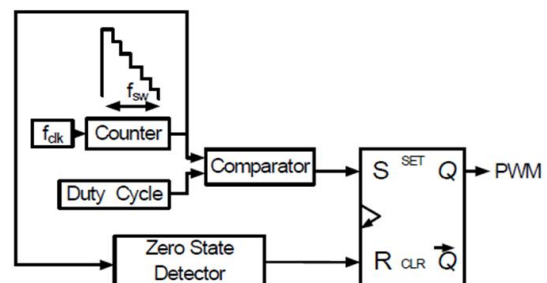 fsw
fclk
Counter
Comparator
Duty Cycle
Zero State
Detector
S SET Q
PWM
R CLR Q